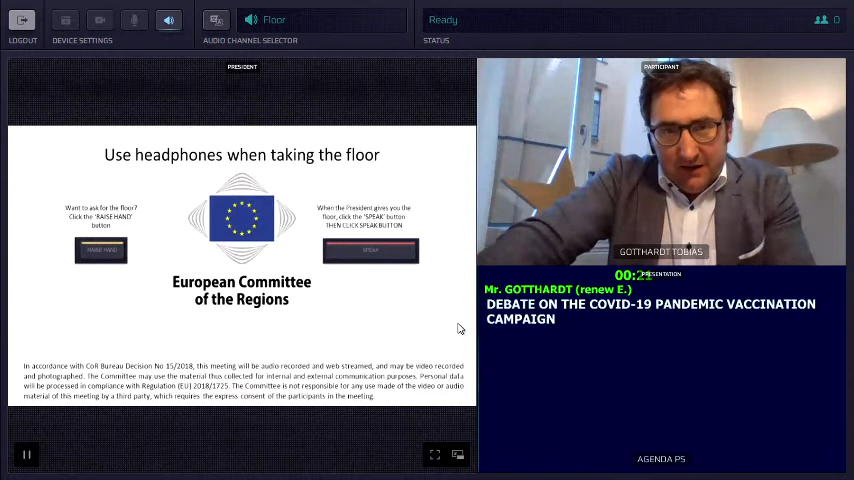 LOGOUT
DEVICE SETTINGS
AUDIO CHANNEL SELECTOR
Floor
Ready
STATUS
0
PRESIDENT
Use headphones when taking the floor
Want to ask for the floor?
Click the 'RAISE HAND'
button
RAISE HAND
When the President gives you the
floor, click the 'SPEAK' button
THEN CLICK SPEAK BUTTON
SPEAK
European Committee
of the Regions
In accordance with CoR Bureau Decision No 15/2018, this meeting will be audio recorded and web streamed, and may be video recorded
and photographed. The Committee may use the material thus collected for internal and external communication purposes. Personal data
will be processed in compliance with Regulation (EU) 2018/1725. The Committee is not responsible for any use made of the video or audio
material of this meeting by a third party, which requires the express consent of the participants in the meeting.
PARTICIPANT
GOTTHARDT TOBIAS
PRESENTATION
Mr. GOTTHARDT (renew E.)
DEBATE ON THE COVID-19 PANDEMIC VACCINATION
CAMPAIGN
AGENDA PS